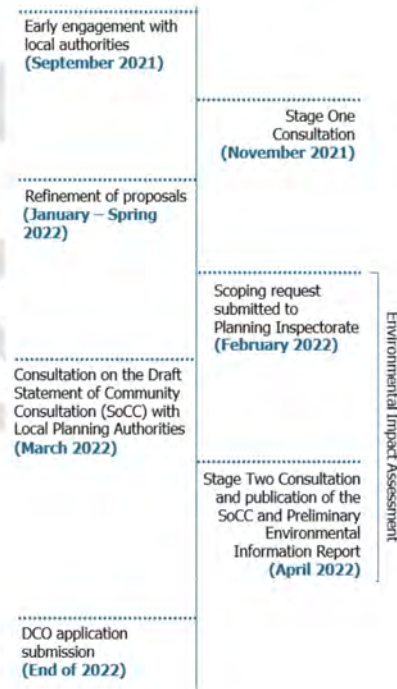 Early engagement with
local authorities
(September 2021)
Stage One
Consultation
(November 2021)
Refinement of proposals
(January – Spring
2022)
Scoping request
submitted to
Planning Inspectorate
(February 2022)
Environmental Impact Assessment
Consultation on the Draft
Statement of Community
Consultation (SoCC) with
Local Planning Authorities
(March 2022)
Stage Two Consultation
and publication of the
SoCC and Preliminary
Environmental
Information Report
(April 2022)
DCO application
submission
(End of 2022)